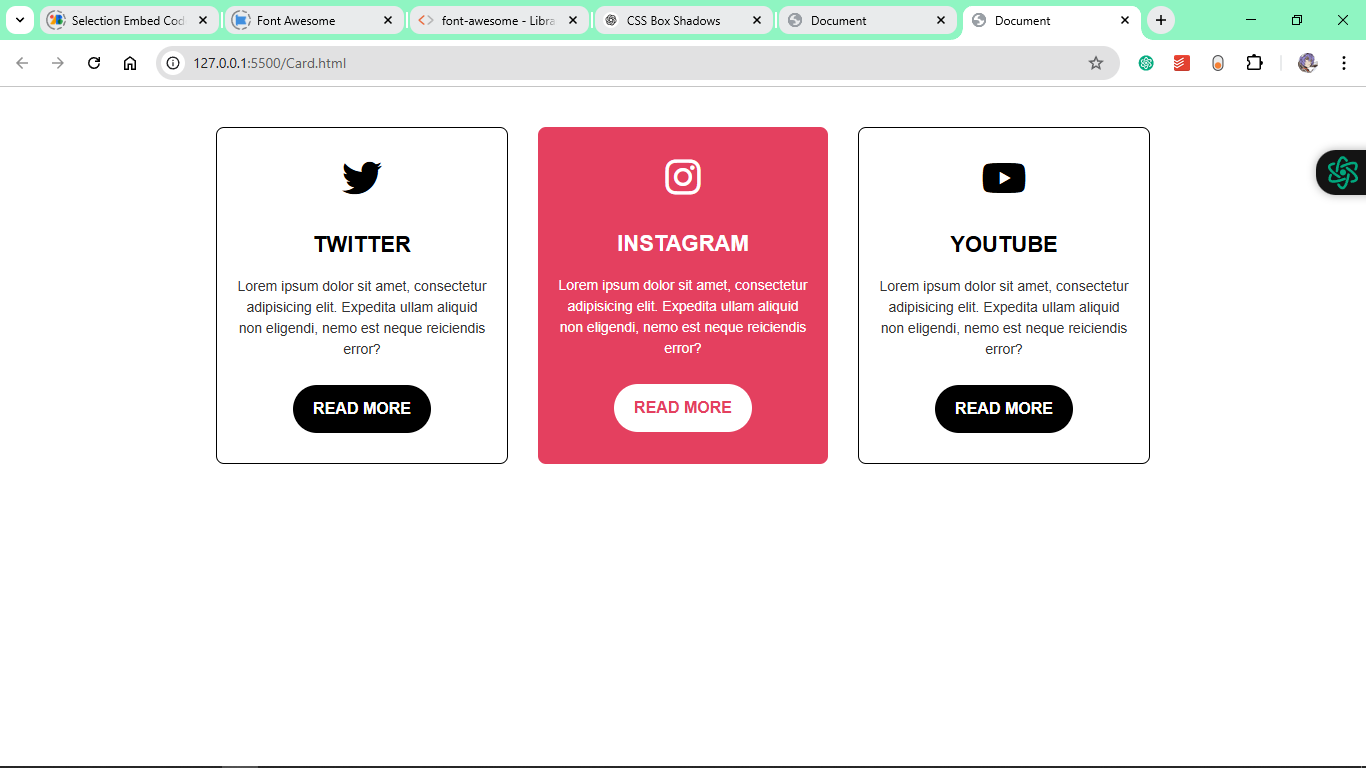 Selection Embed Cod
Font Awesome
font-awesome - Libra
CSS Box Shadows
Document
Document
127.0.0.1:5500/Card.html
TWITTER
Lorem ipsum dolor sit amet, consectetur
adipisicing elit. Expedita ullam aliquid
non eligendi, nemo est neque reiciendis
error?
READ MORE
INSTAGRAM
Lorem ipsum dolor sit amet, consectetur
adipisicing elit. Expedita ullam aliquid
non eligendi, nemo est neque reiciendis
error?
READ MORE
YOUTUBE
Lorem ipsum dolor sit amet, consectetur
adipisicing elit. Expedita ullam aliquid
non eligendi, nemo est neque reiciendis
error?
READ MORE